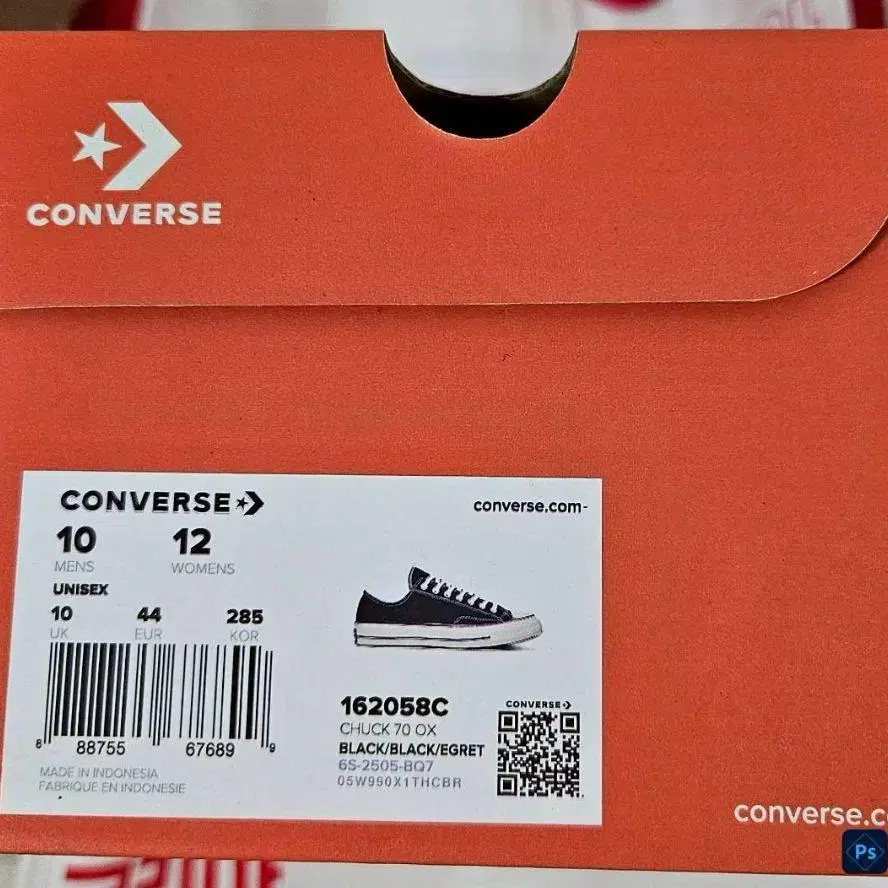 CONVERSE
CONVERSE
converse.com
10 12
MENS WOMENS
UNISEX
10 44 285
UK EUR KOR
8 88755 67689 9
MADE IN INDONESIA
FABRIQUE EN INDONESIE
162058C
CHUCK 70 OX
BLACK/BLACK/EGRET
6S-2505-BQ7
05W990X1THCBR
CONVERSE
converse.c
Ps